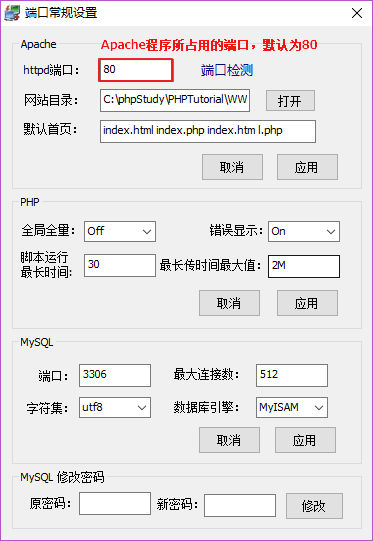 端口常规设置
Apache Apache程序所占用的端口，默认为80
httpd端口： 80 端口检测
网站目录： C:\phpStudy\PHPTutorial\WW 打开
默认首页： index.html index.php index.htm l.php
取消 应用
PHP
全局全量： Off 错误显示： On
脚本运行
最长时间: 30 最长传时间最大值： 2M
取消 应用
MySQL
端口： 3306 最大连接数： 512
字符集： utf8 数据库引擎： MyISAM
取消 应用
MySQL 修改密码
原密码： 新密码： 修改